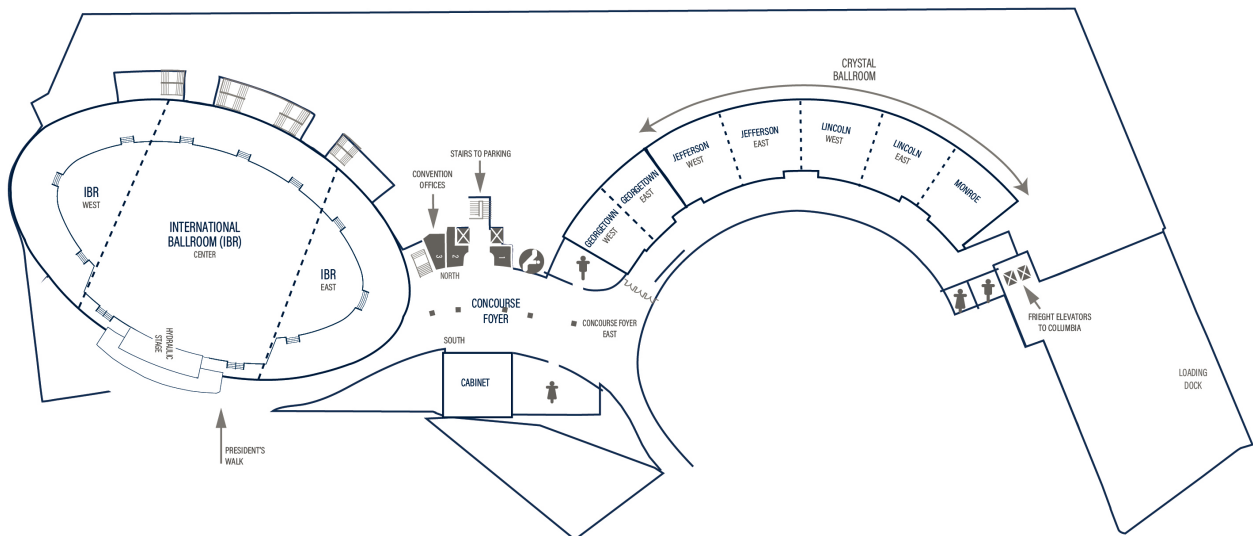 CRYSTAL
BALLROOM
JEFFERSON
WEST
JEFFERSON
EAST
LINCOLN
WEST
LINCOLN
EAST
MONROE
GEORGETOWN
EAST
GEORGETOWN
WEST
STAIRS TO PARKING
CONVENTION
OFFICES
3
2
1
NORTH
IBR
WEST
INTERNATIONAL
BALLROOM (IBR)
CENTER
IBR
EAST
HYDRAULIC
STAGE
CONCOURSE
FOYER
CONCOURSE FOYER
EAST
SOUTH
CABINET
PRESIDENT'S
WALK
FRIEGHT ELEVATORS
TO COLUMBIA
LOADING
DOCK